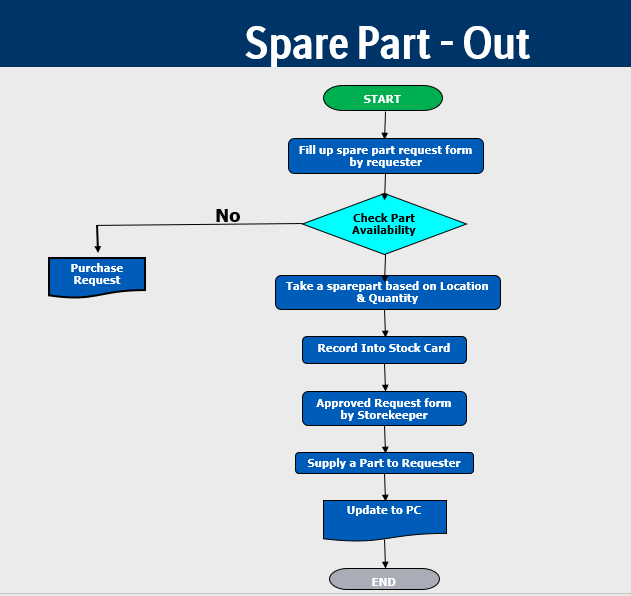 Spare Part - Out
START
Fill up spare part request form
by requester
Check Part
Availability
No
Purchase
Request
Take a sparepart based on Location
& Quantity
Record Into Stock Card
Approved Request form
by Storekeeper
Supply a Part to Requester
Update to PC
END